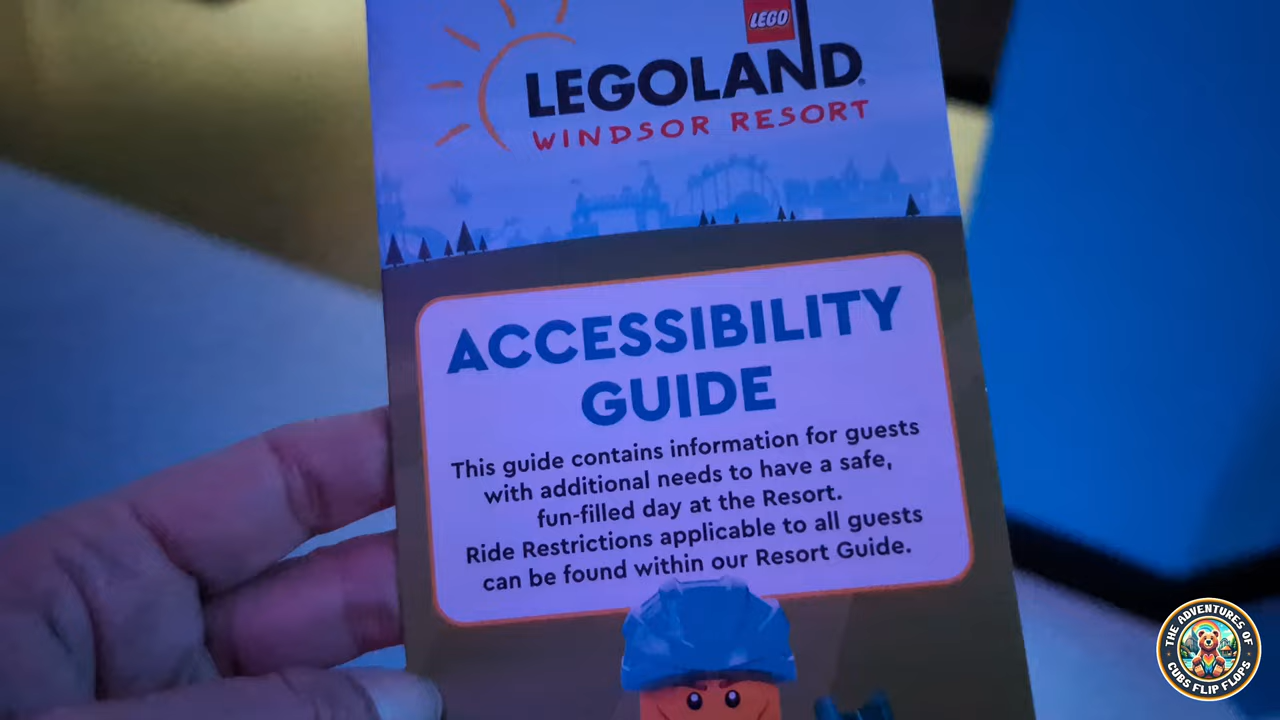 LEGO
LEGOLAND®
WINDSOR RESORT
ACCESSIBILITY
GUIDE
This guide contains information for guests
with additional needs to have a safe,
fun-filled day at the Resort.
Ride Restrictions applicable to all guests
can be found within our Resort Guide.
THE ADVENTURES OF
CUBS FLIP FLOPS